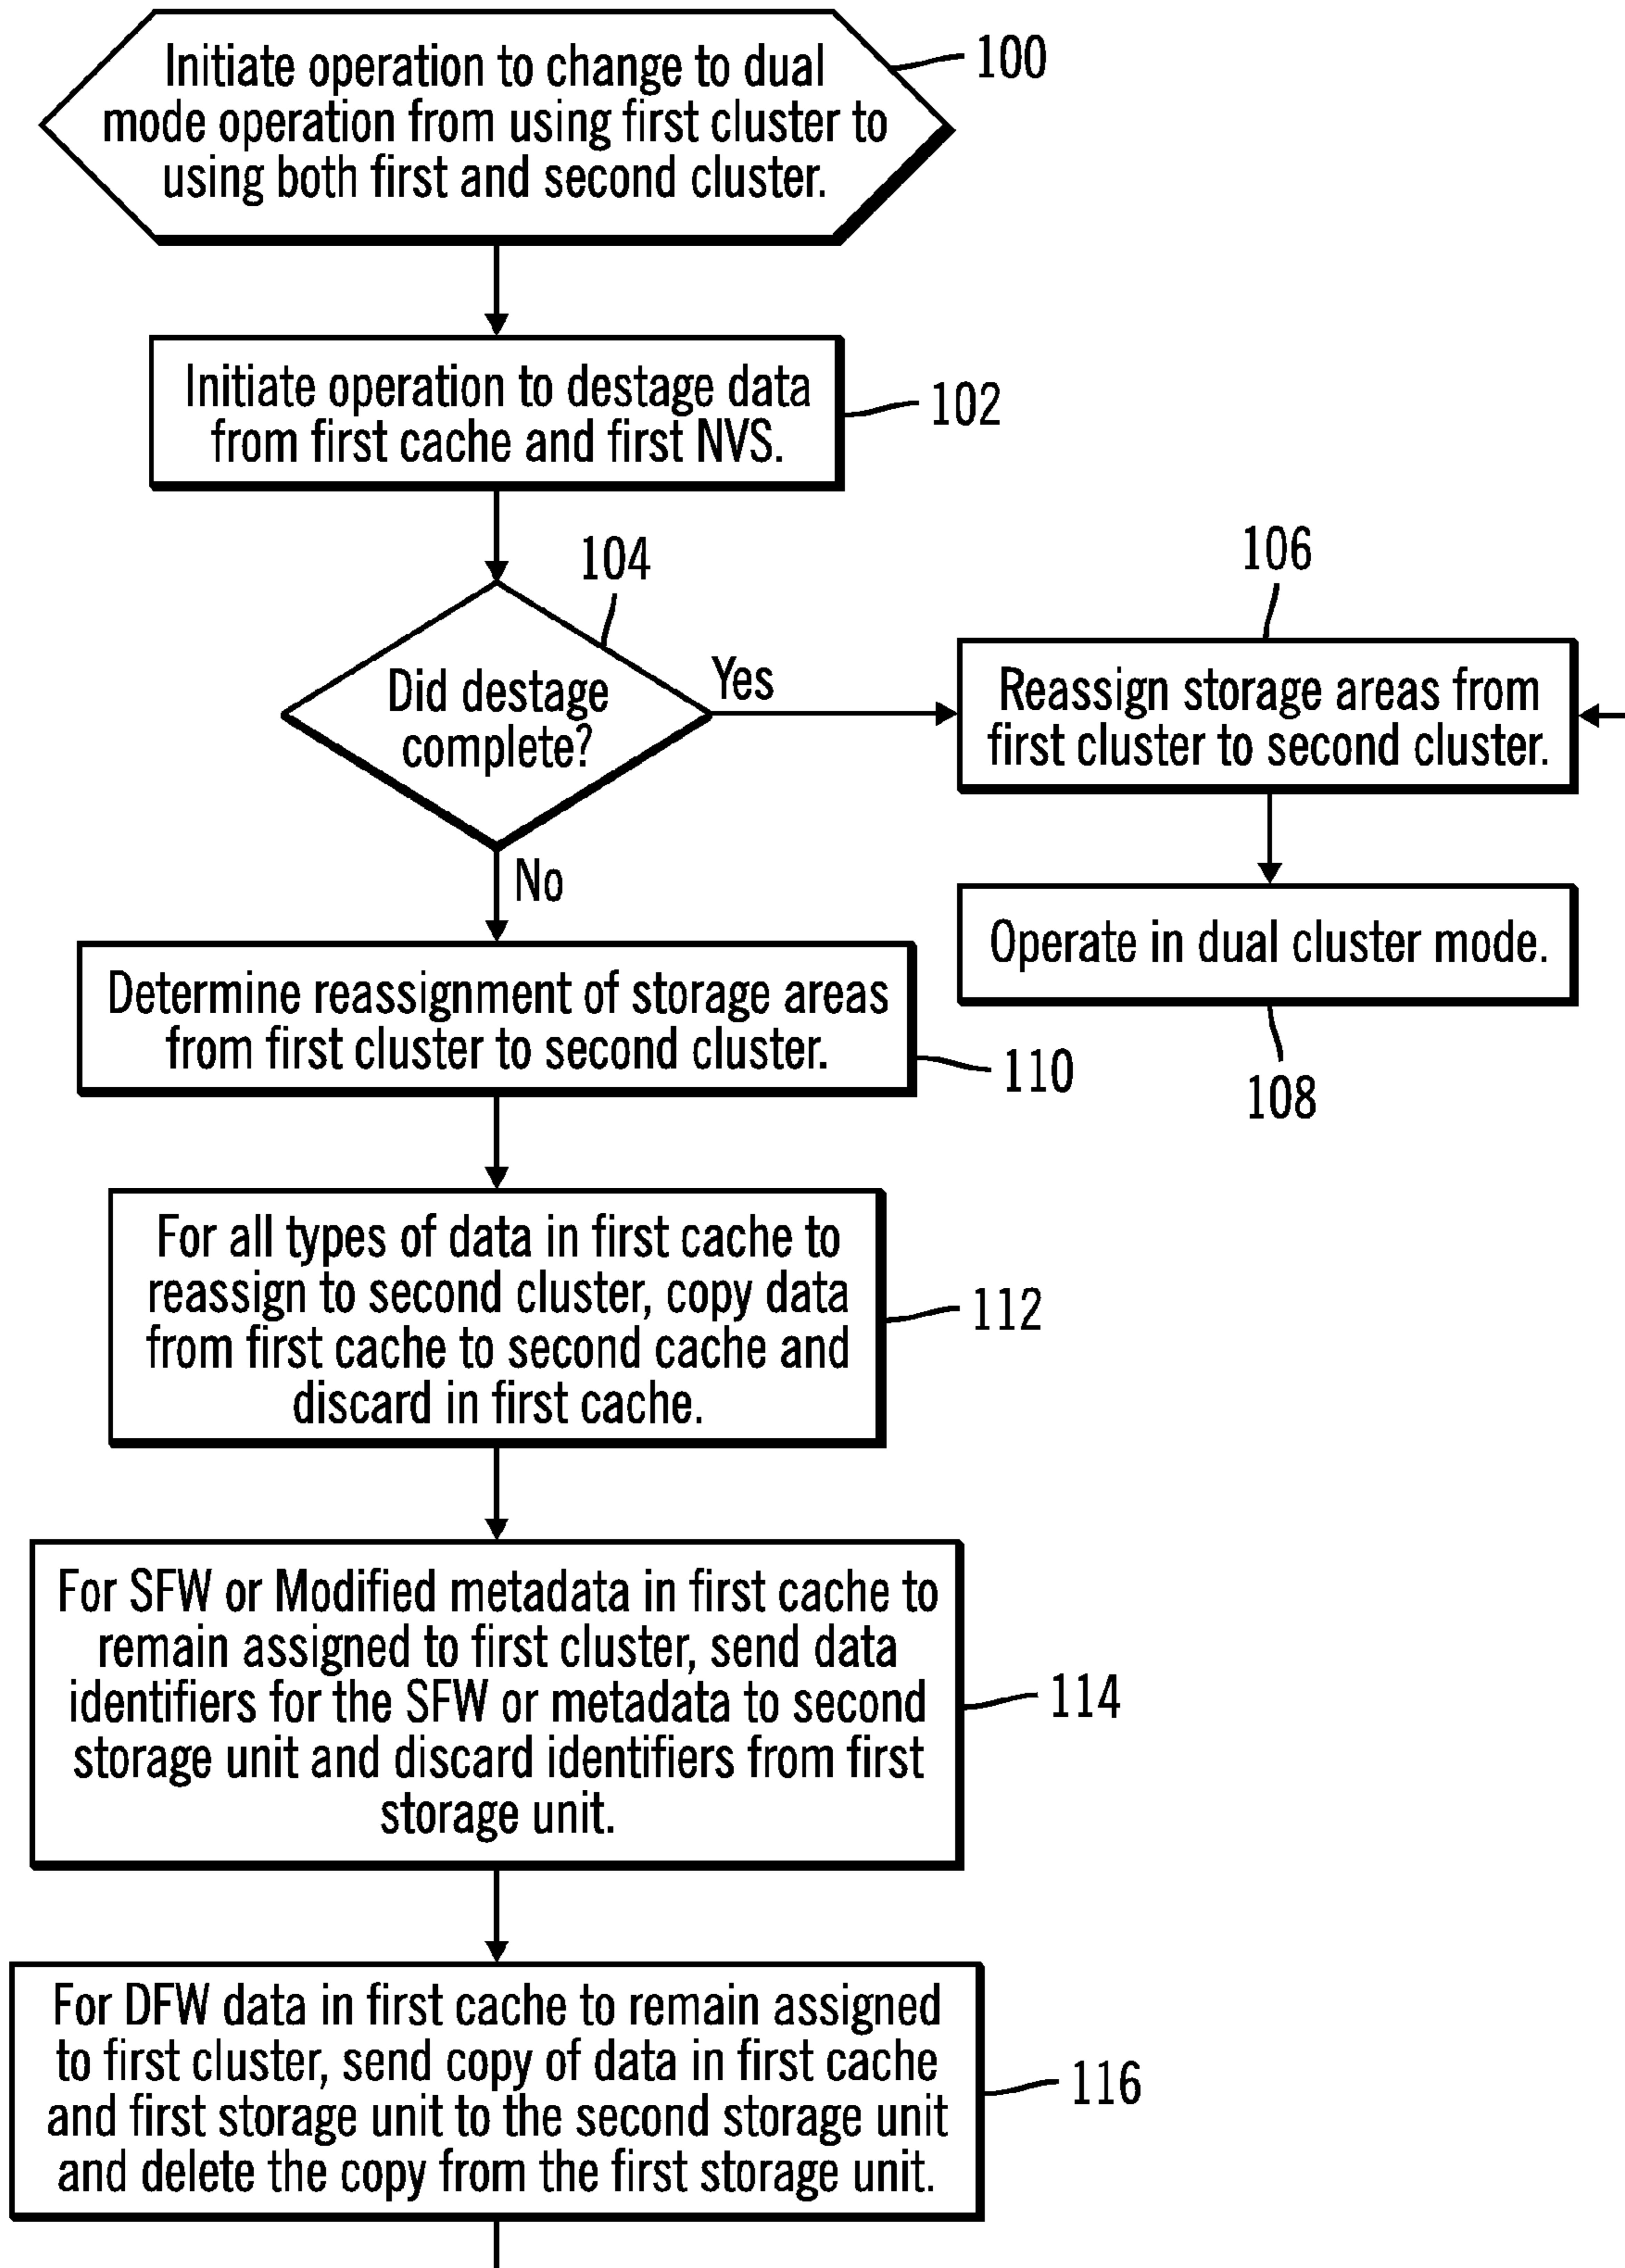 Initiate operation to change to dual
mode operation from using first cluster to
using both first and second cluster.
100
Initiate operation to destage data
from first cache and first NVS.
102
104
Did destage
complete?
Yes
No
106
Reassign storage areas from
first cluster to second cluster.
Operate in dual cluster mode.
108
Determine reassignment of storage areas
from first cluster to second cluster.
110
For all types of data in first cache to
reassign to second cluster, copy data
from first cache to second cache and
discard in first cache.
112
For SFW or Modified metadata in first cache to
remain assigned to first cluster, send data
identifiers for the SFW or metadata to second
storage unit and discard identifiers from first
storage unit.
114
For DFW data in first cache to remain assigned
to first cluster, send copy of data in first cache
and first storage unit to the second storage unit
and delete the copy from the first storage unit.
116